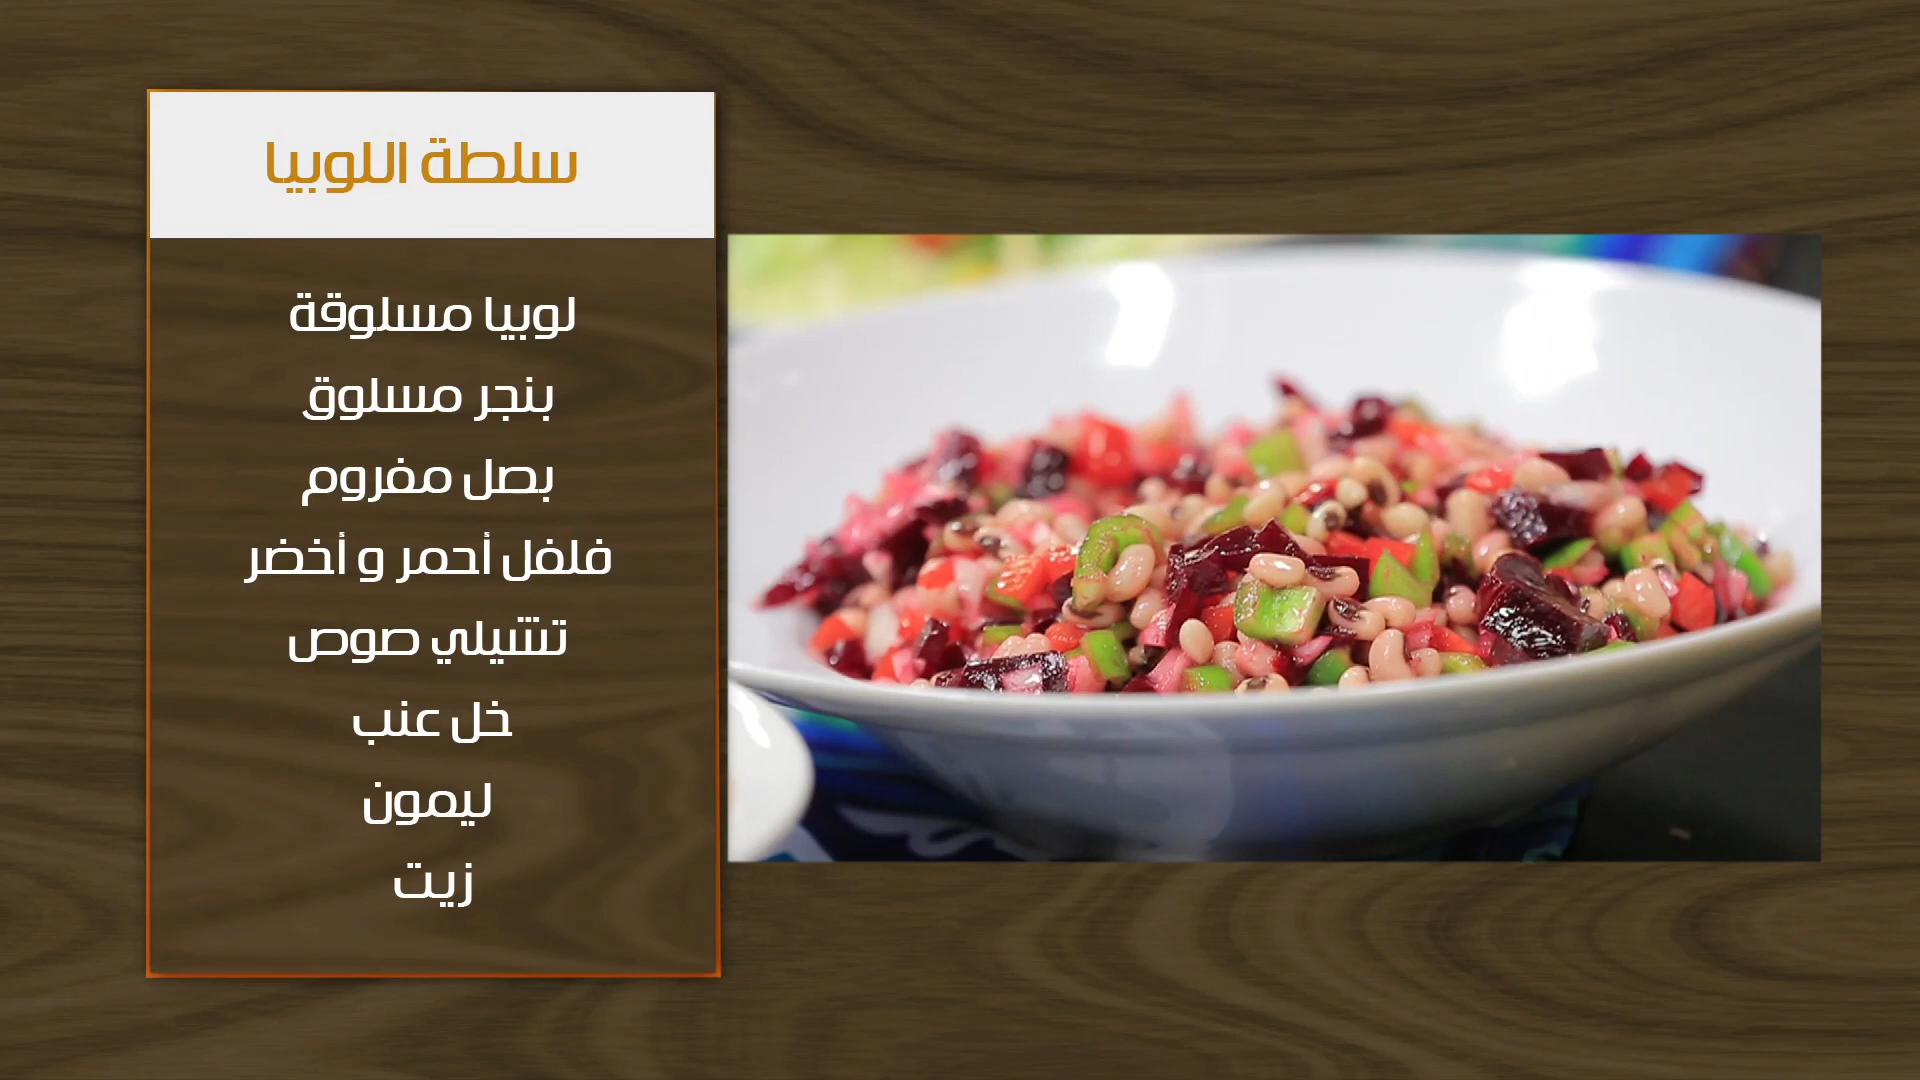 سلطة اللوبيا
لوبيا مسلوقة
بنجر مسلوق
بصل مفروم
فلفل أحمر و أخضر
تشيلي صوص
خل عنب
ليمون
زيت